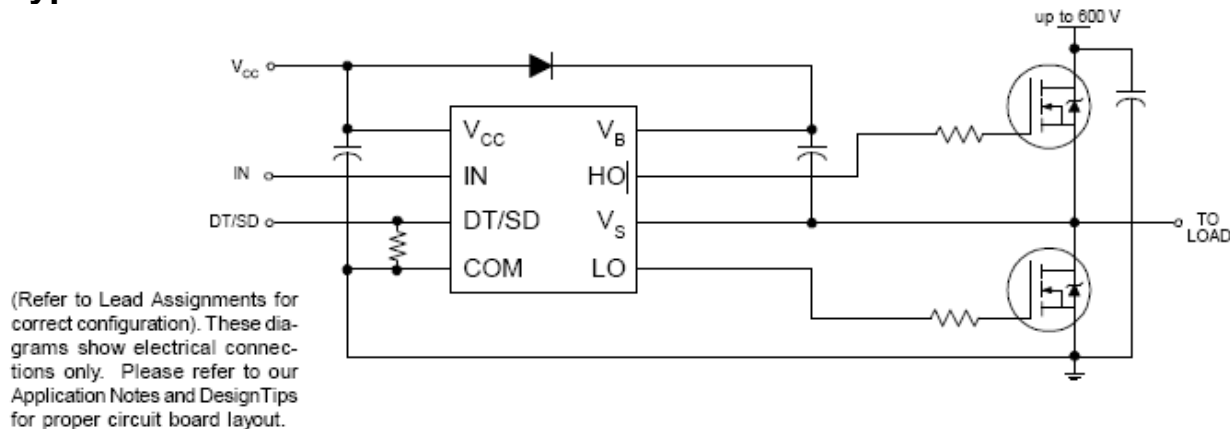 up to 600 V
VCC
VCC
VB
IN
IN
HO
DT/SD
DT/SD
VS
TO
LOAD
COM
LO
(Refer to Lead Assignments for
correct configuration). These dia-
grams show electrical connec-
tions only. Please refer to our
Application Notes and DesignTips
for proper circuit board layout.